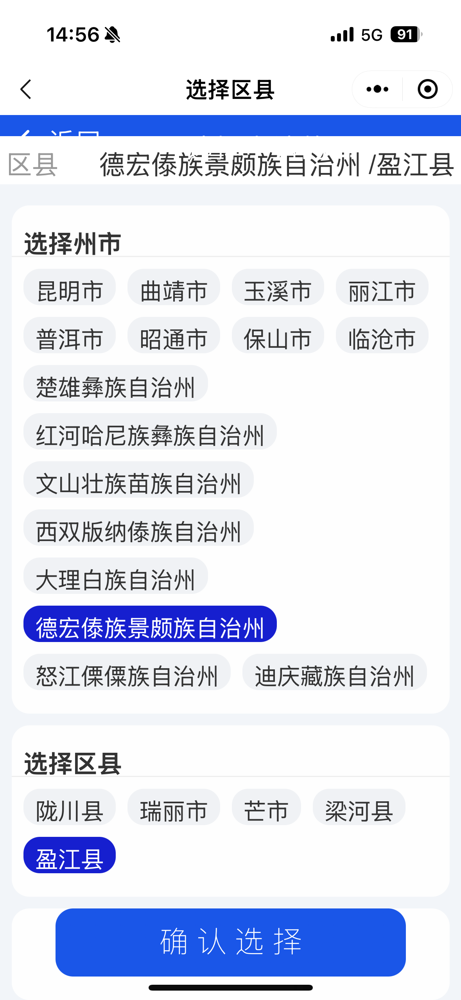 14:56 5G 91
选择区县
返回
区县 德宏傣族景颇族自治州 /盈江县
选择州市
昆明市 曲靖市 玉溪市 丽江市
普洱市 昭通市 保山市 临沧市
楚雄彝族自治州
红河哈尼族彝族自治州
文山壮族苗族自治州
西双版纳傣族自治州
大理白族自治州
德宏傣族景颇族自治州
怒江傈僳族自治州 迪庆藏族自治州
选择区县
陇川县 瑞丽市 芒市 梁河县
盈江县
确认选择